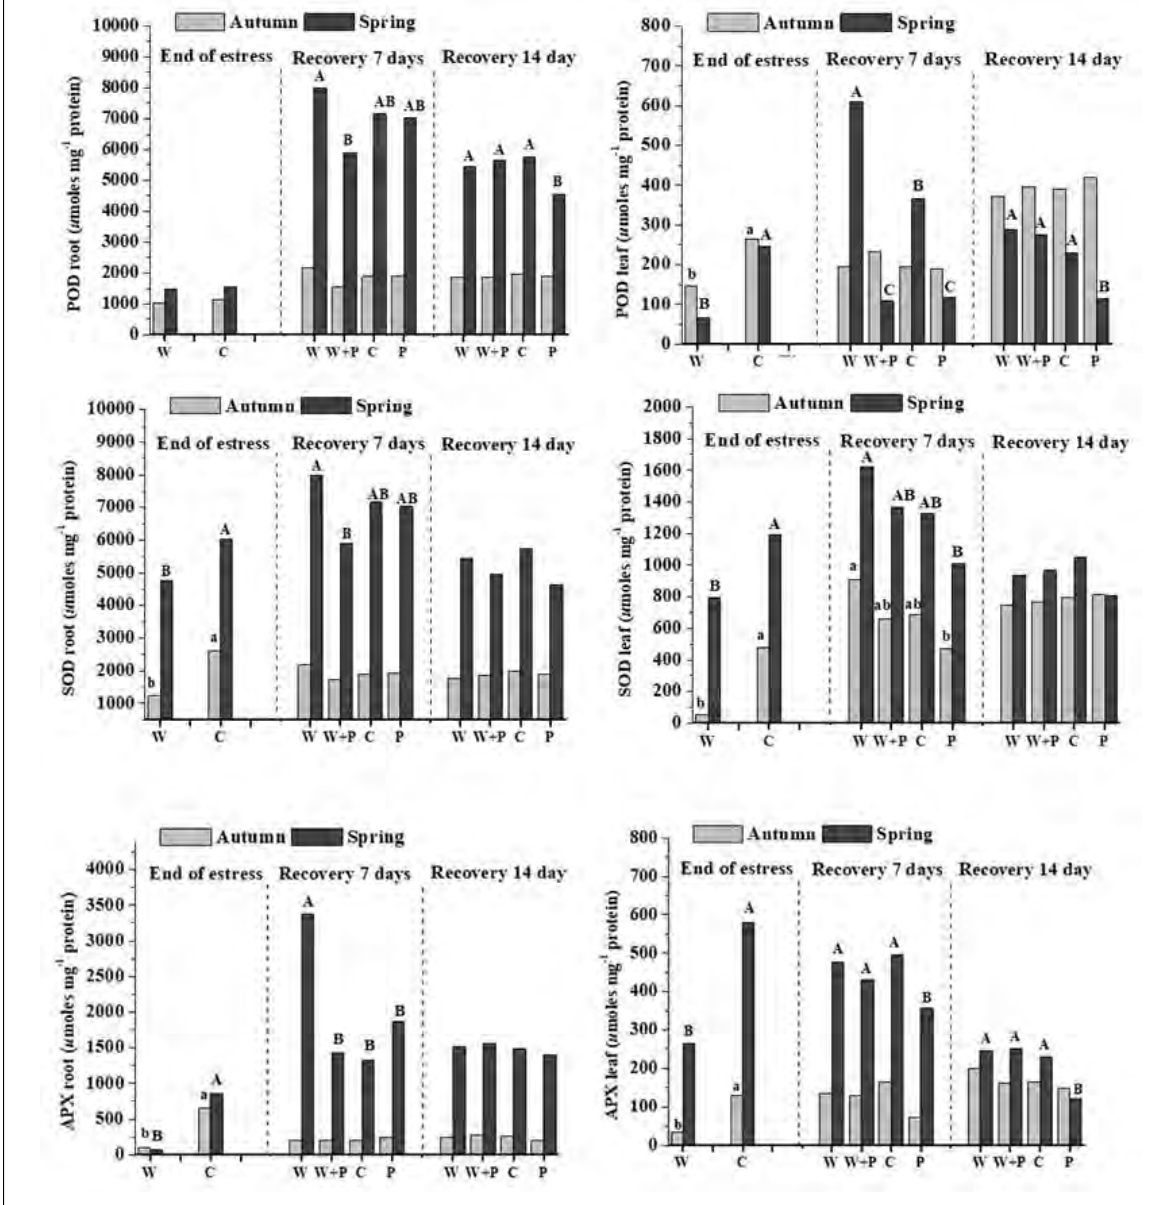 Autumn Spring
End of estress Recovery 7 days Recovery 14 day
POD root (umoles mg-1 protein)
10000
9000
8000
7000
6000
5000
4000
3000
2000
1000
0
A B AB AB
A A A B
W C W W+P C P W W+P C P
Autumn Spring
End of estress Recovery 7 days Recovery 14 day
POD leaf (umoles mg-1 protein)
800
700
600
500
400
300
200
100
0
b B a A
A C B C
A A A B
W C W W+P C P W W+P C P
Autumn Spring
End of estress Recovery 7 days Recovery 14 day
SOD root (umoles mg-1 protein)
10000
9000
8000
7000
6000
5000
4000
3000
2000
1000
b B a A
A B AB AB
W C W W+P C P W W+P C P
Autumn Spring
End of estress Recovery 7 days Recovery 14 day
SOD leaf (umoles mg-1 protein)
2000
1800
1600
1400
1200
1000
800
600
400
200
0
b B a A
a A ab AB ab AB b B
W C W W+P C P W W+P C P
Autumn Spring
End of estress Recovery 7 days Recovery 14 day
APX root (umoles mg-1 protein)
4000
3500
3000
2500
2000
1500
1000
500
0
b B a A
A B B B
W C W W+P C P W W+P C P
Autumn Spring
End of estress Recovery 7 days Recovery 14 day
APX leaf (umoles mg-1 protein)
800
700
600
500
400
300
200
100
0
b B a A
A A A B
A A A B
W C W W+P C P W W+P C P